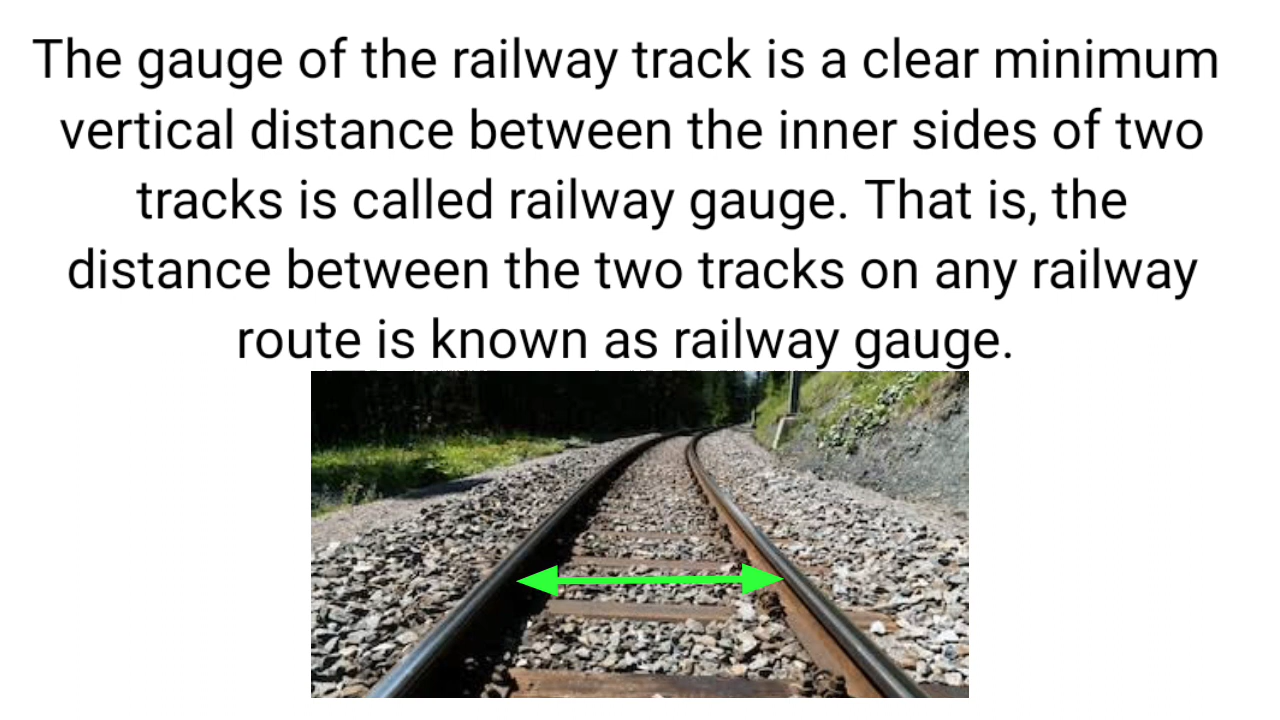 The gauge of the railway track is a clear minimum
vertical distance between the inner sides of two
tracks is called railway gauge. That is, the
distance between the two tracks on any railway
route is known as railway gauge.